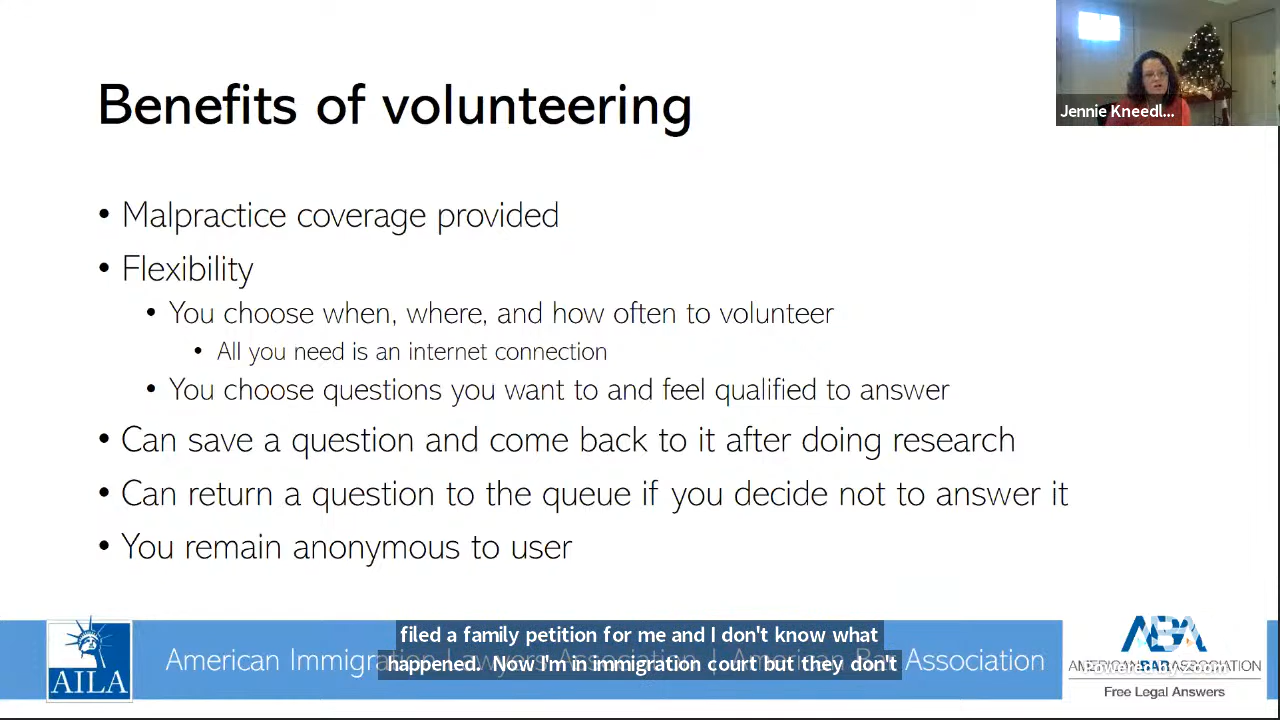 Benefits of volunteering
Jennie Kneedl...
• Malpractice coverage provided
• Flexibility
• You choose when, where, and how often to volunteer
• All you need is an internet connection
• You choose questions you want to and feel qualified to answer
• Can save a question and come back to it after doing research
• Can return a question to the queue if you decide not to answer it
• You remain anonymous to user
filed a family petition for me and I don't know what
happened. Now I'm in immigration court but they don't
American Immigration Lawyers Association | American Bar Association
AILA
ABA
AMERICANBARASSOCIATION
Powered by Zoom
Free Legal Answers